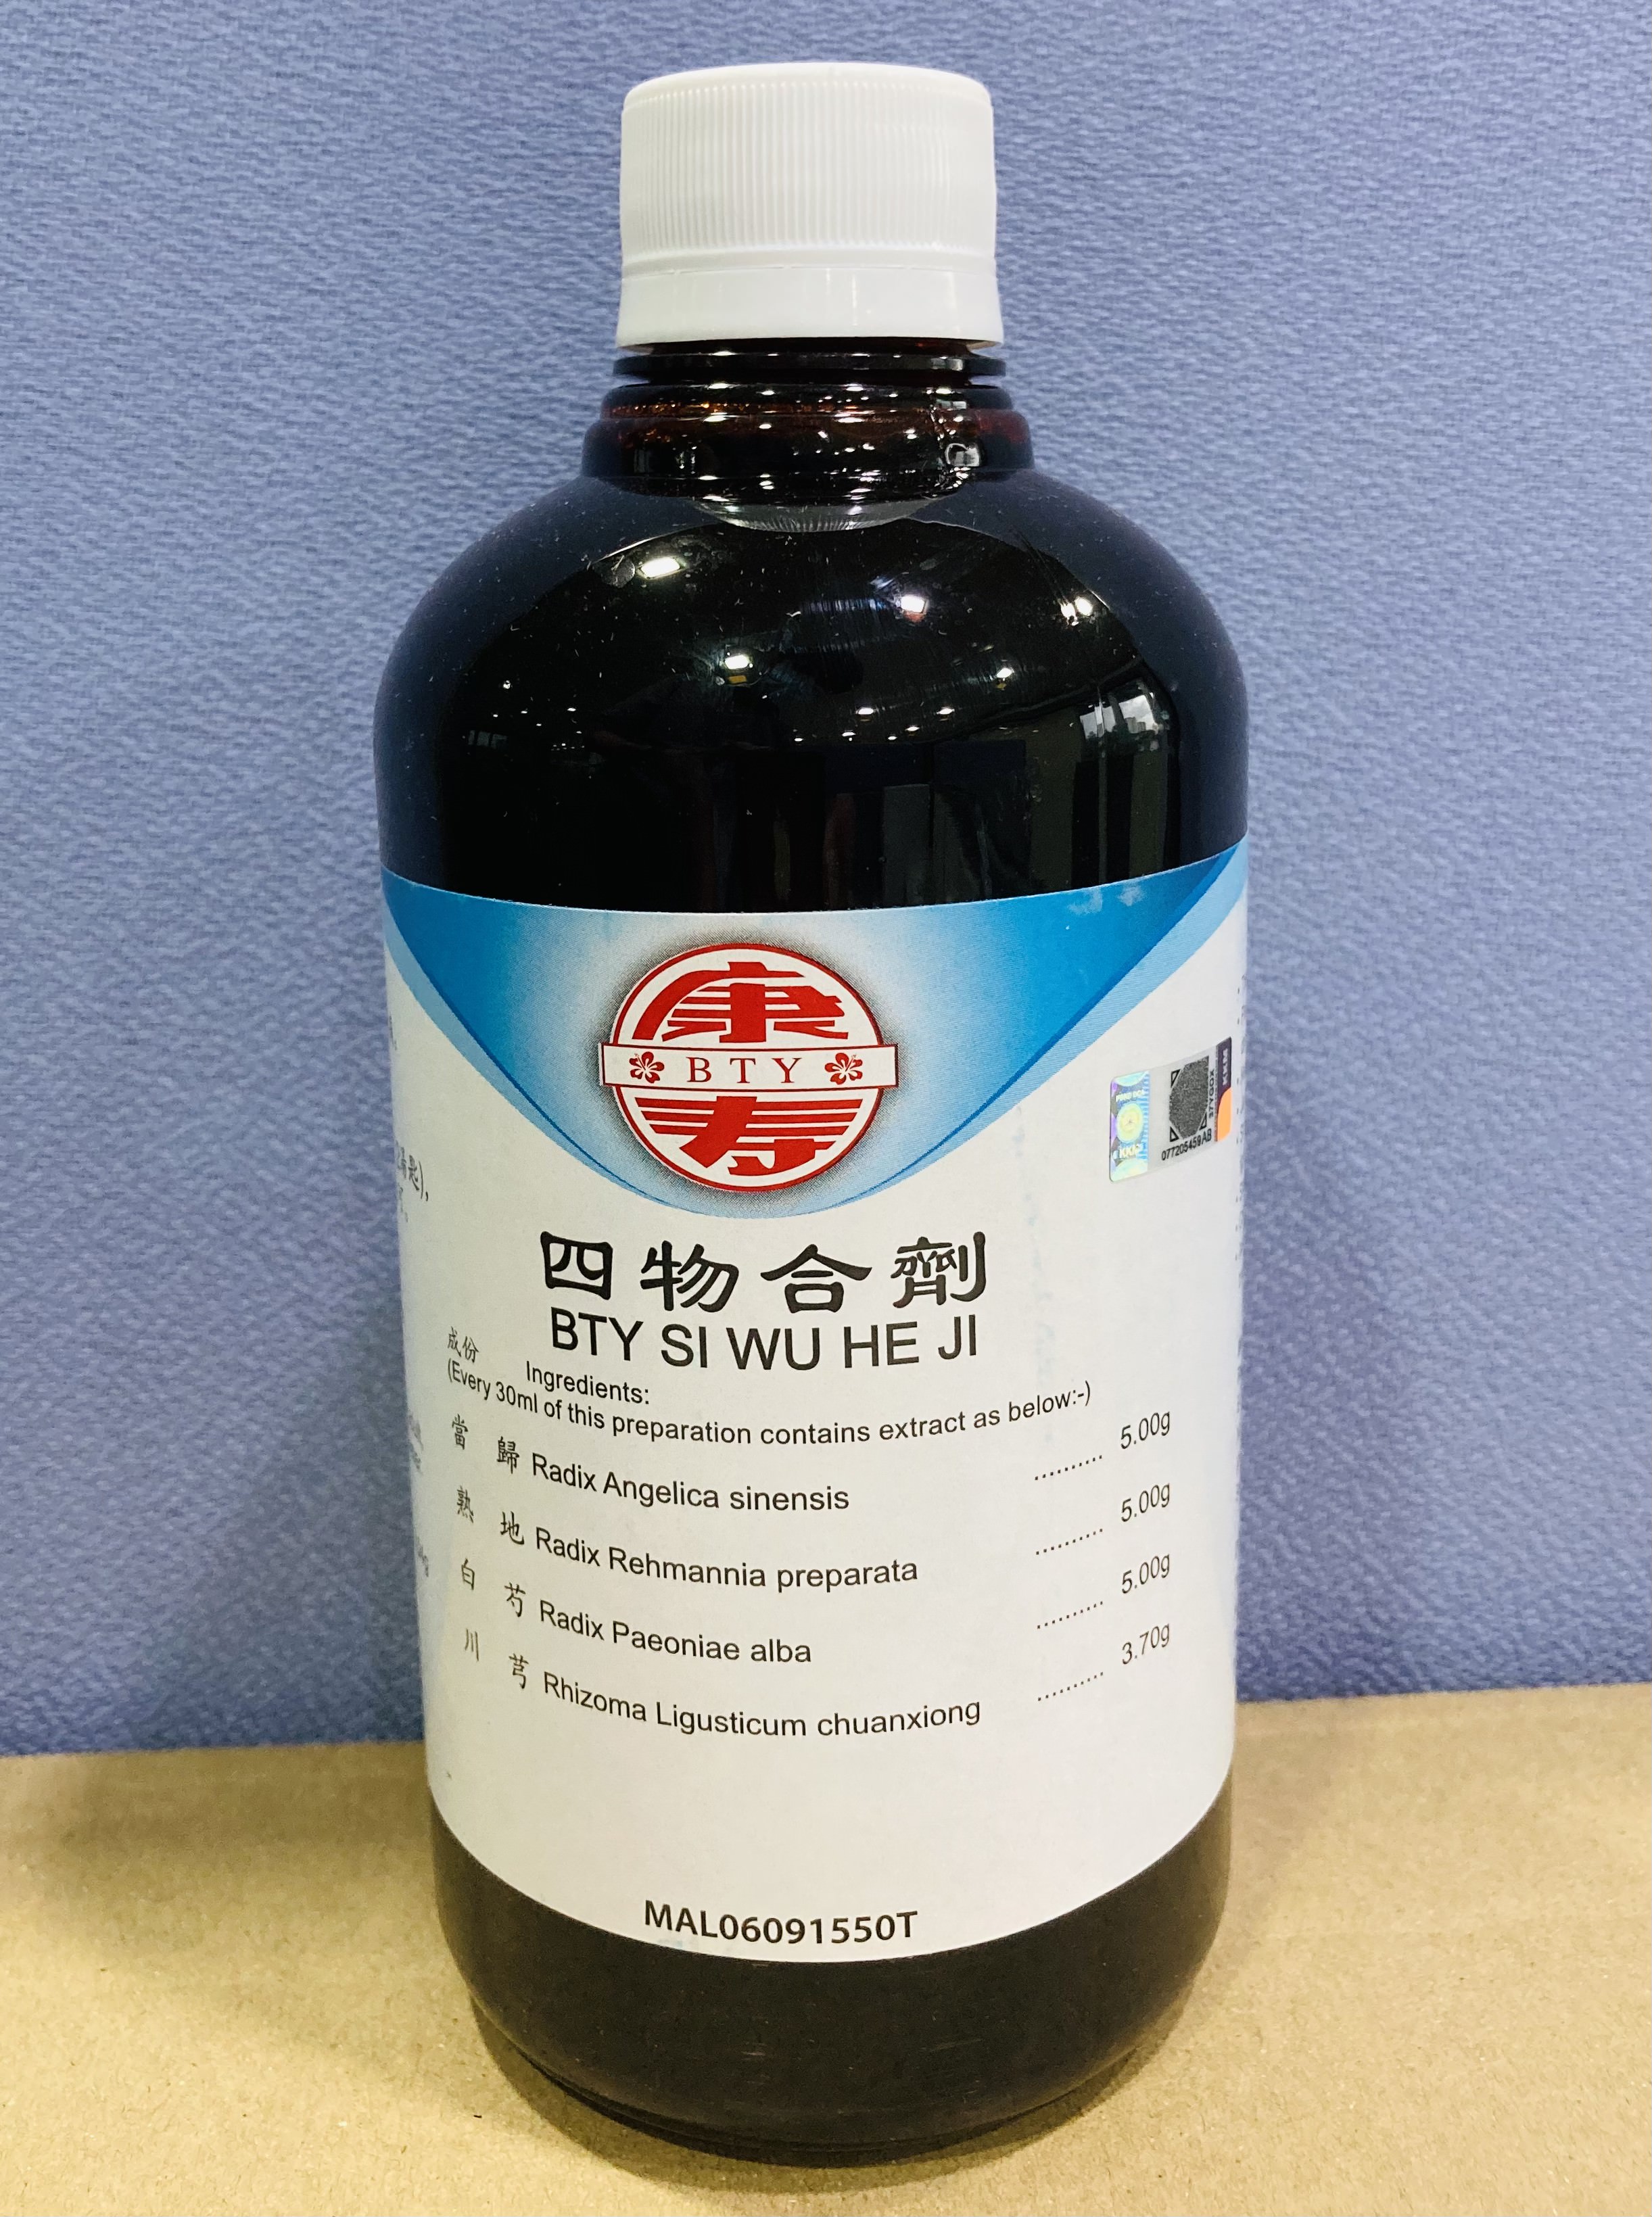 康
BTY
寿
四物合劑
BTY SI WU HE JI
成份 Ingredients:
(Every 30ml of this preparation contains extract as below:-)
當歸 Radix Angelica sinensis .......... 5.00g
熟地 Radix Rehmannia preparata .......... 5.00g
白芍 Radix Paeoniae alba .......... 5.00g
川芎 Rhizoma Ligusticum chuanxiong .......... 3.70g
MAL06091550T
KKM
077205459AB